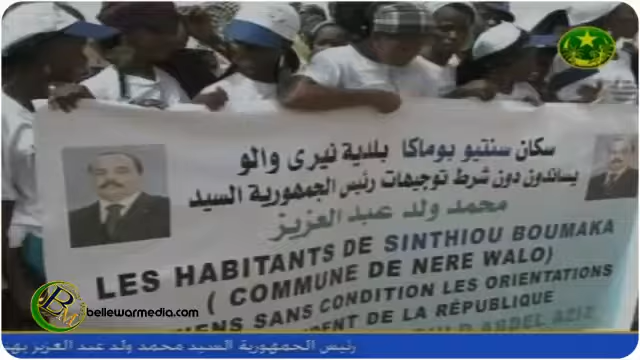 سكان سنتيو بوماكا بلدية نيرى والو
يساندون دون شرط توجيهات رئيس الجمهورية السيد
محمد ولد عبد العزيز
LES HABITANTS DE SINTHIOU BOUMAKA
( COMMUNE DE NERE WALO)
SANS CONDITION LES ORIENTATIONS
DE LA RÉPUBLIQUE
ABDEL AZIZ
bellewarmedia.com
رئيس الجمهورية السيد محمد ولد عبد العزيز